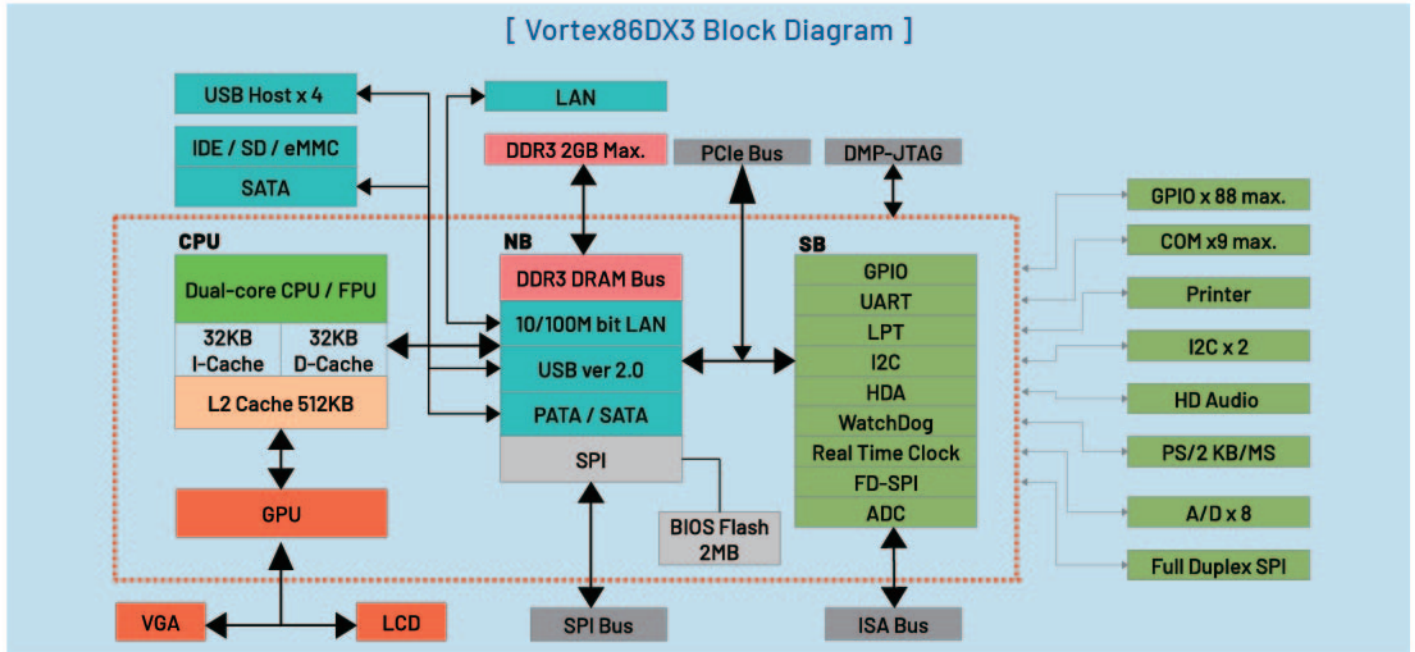 [ Vortex86DX3 Block Diagram ]
USB Host x 4
LAN
IDE / SD / eMMC
SATA
DDR3 2GB Max.
PCIe Bus
DMP-JTAG
CPU
Dual-core CPU / FPU
32KB
I-Cache
32KB
D-Cache
L2 Cache 512KB
GPU
VGA
LCD
NB
DDR3 DRAM Bus
10/100M bit LAN
USB ver 2.0
PATA / SATA
SPI
BIOS Flash
2MB
SPI Bus
SB
GPIO
UART
LPT
I2C
HDA
WatchDog
Real Time Clock
FD-SPI
ADC
ISA Bus
GPIO x 88 max.
COM x9 max.
Printer
I2C x 2
HD Audio
PS/2 KB/MS
A/D x 8
Full Duplex SPI